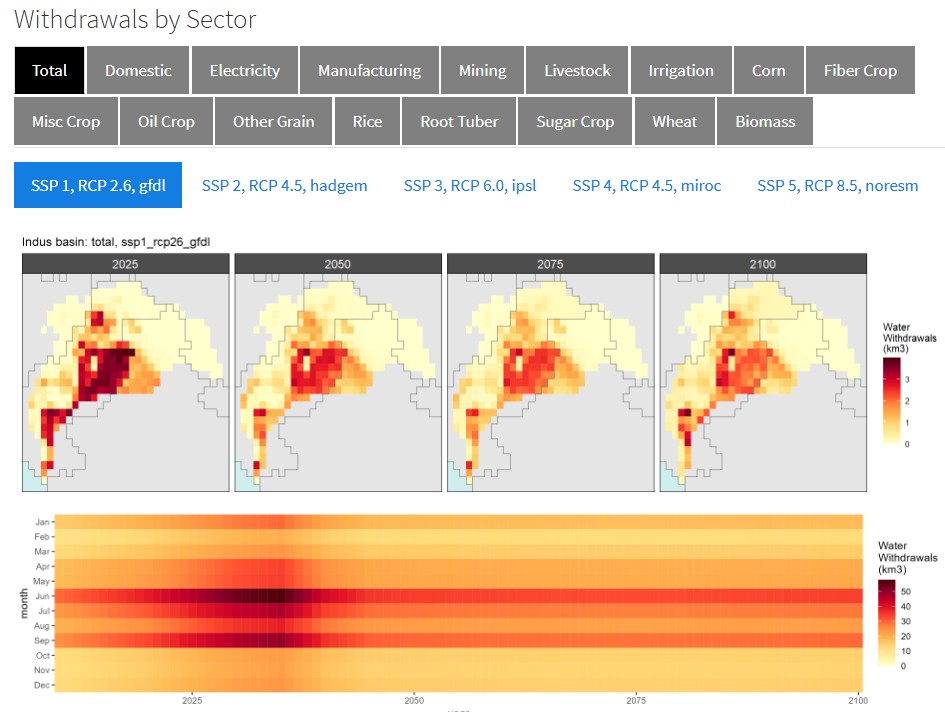 Withdrawals by Sector
Total Domestic Electricity Manufacturing Mining Livestock Irrigation Corn Fiber Crop
Misc Crop Oil Crop Other Grain Rice Root Tuber Sugar Crop Wheat Biomass
SSP 1, RCP 2.6, gfdl SSP 2, RCP 4.5, hadgem SSP 3, RCP 6.0, ipsl SSP 4, RCP 4.5, miroc SSP 5, RCP 8.5, noresm
Indus basin: total, ssp1_rcp26_gfdl
2025 2050 2075 2100
Water
Withdrawals
(km3)
3
2
1
0
Jan
Feb
Mar
Apr
May
Jun
Jul
Aug
Sep
Oct
Nov
Dec
month
2025 2050 2075 2100
Water
Withdrawals
(km3)
50
40
30
20
10
0